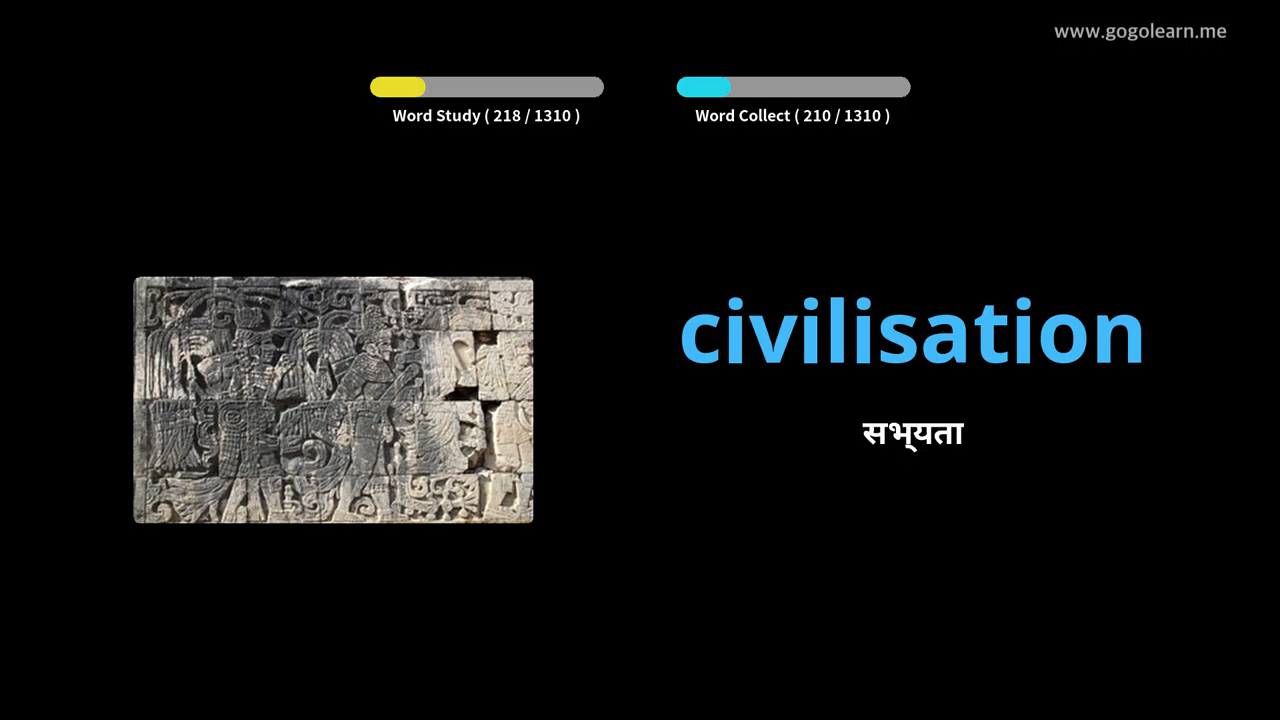 www.gogolearn.me
Word Study ( 218 / 1310 )
Word Collect ( 210 / 1310 )
civilisation
सभ्यता